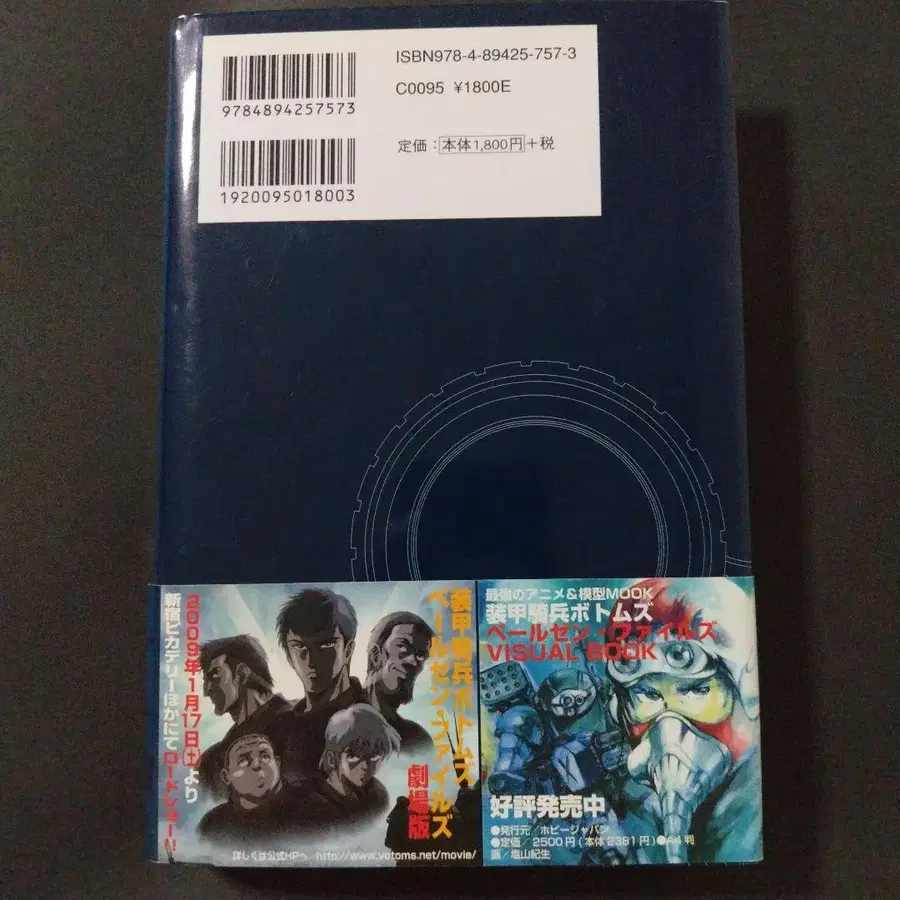 ISBN978-4-89425-757-3
C0095 ¥1800E
9784894257573
定価：本体1,800円＋税
1920095018003
装甲騎兵ボトムズ
ペールゼン・ファイルズ
劇場版
2009年1月17日(土)より
新宿ピカデリーほかにてロードショー!!
詳しくは公式HPへ http://www.votoms.net/movie/
最強のアニメ＆模型MOOK
装甲騎兵ボトムズ
ペールゼン・ファイルズ
VISUAL BOOK
好評発売中
●発行元／ホビージャパン
●定価／2500円(本体2381円)●A4判
画／塩山紀生